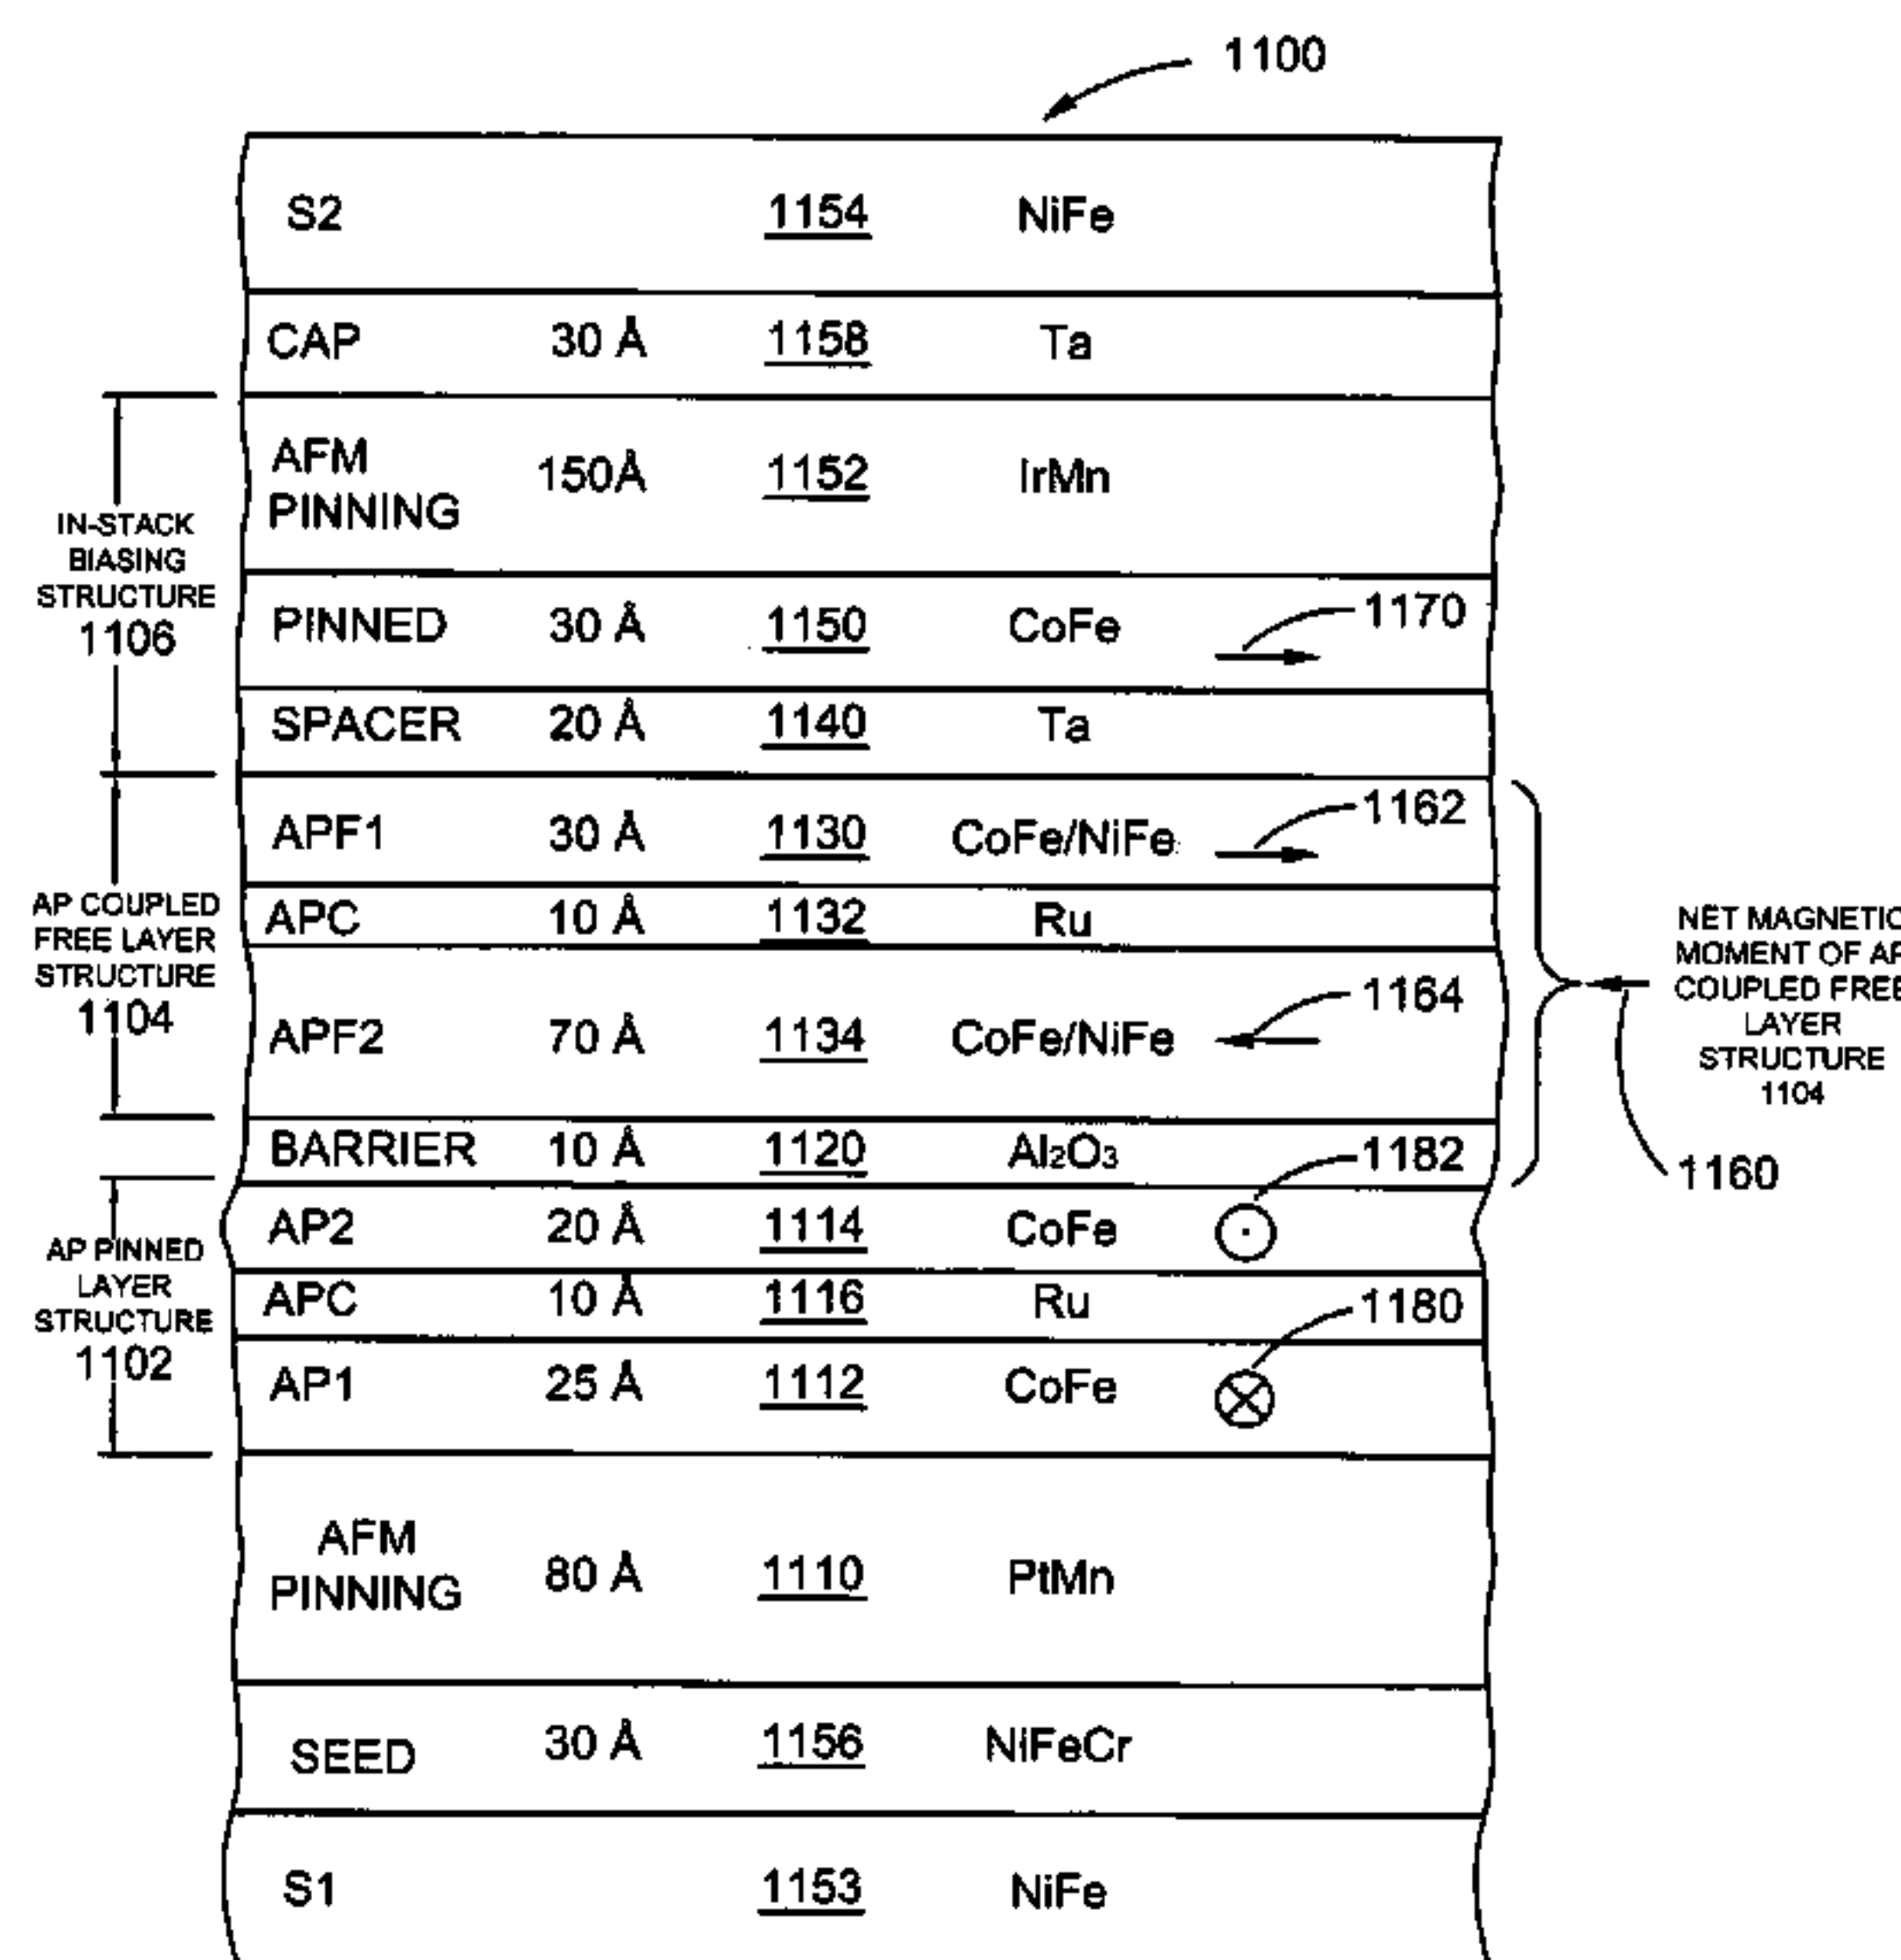 1100
S2 1154 NiFe
CAP 30 Å 1158 Ta
AFM
PINNING 150Å 1152 IrMn
IN-STACK
BIASING
STRUCTURE
1106
PINNED 30 Å 1150 CoFe 1170
SPACER 20 Å 1140 Ta
APF1 30 Å 1130 CoFe/NiFe 1162
APC 10 Å 1132 Ru
AP COUPLED
FREE LAYER
STRUCTURE
1104
APF2 70 Å 1134 CoFe/NiFe 1164
NET MAGNETIC
MOMENT OF AP
COUPLED FREE
LAYER
STRUCTURE
1104
1160
BARRIER 10 Å 1120 Al₂O₃ 1182
AP2 20 Å 1114 CoFe
APC 10 Å 1116 Ru 1180
AP1 25 Å 1112 CoFe
AP PINNED
LAYER
STRUCTURE
1102
AFM
PINNING 80 Å 1110 PtMn
SEED 30 Å 1156 NiFeCr
S1 1153 NiFe